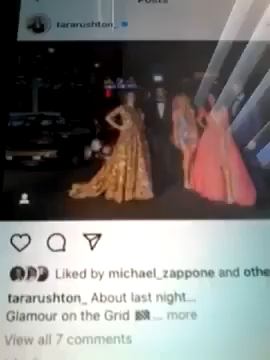 Posts
tararushton_
Liked by michael_zappone and othe
tararushton_ About last night...
Glamour on the Grid ... more
View all 7 comments